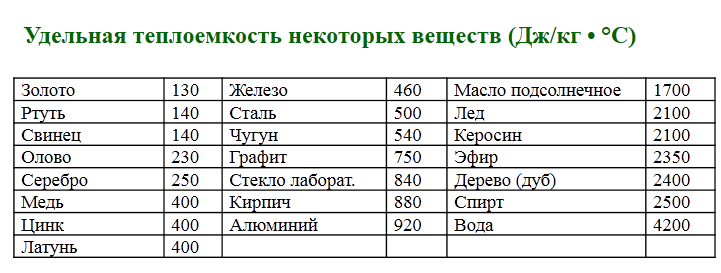 Удельная теплоемкость некоторых веществ (Дж/кг • °С)
Золото 130 Железо 460 Масло подсолнечное 1700
Ртуть 140 Сталь 500 Лед 2100
Свинец 140 Чугун 540 Керосин 2100
Олово 230 Графит 750 Эфир 2350
Серебро 250 Стекло лаборат. 840 Дерево (дуб) 2400
Медь 400 Кирпич 880 Спирт 2500
Цинк 400 Алюминий 920 Вода 4200
Латунь 400